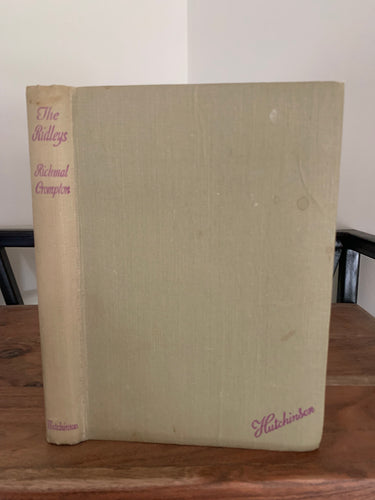 The
Ridleys
Richmal
Crompton
Hutchinson
Hutchinson